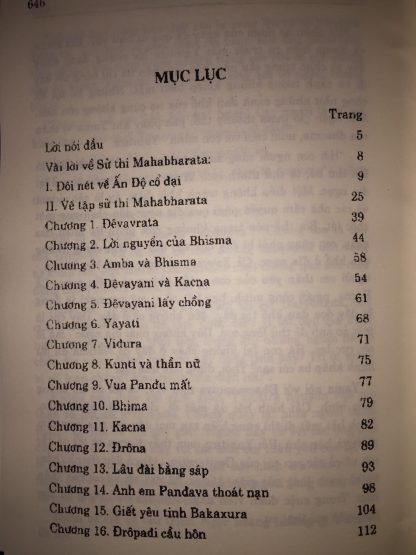 646
MỤC LỤC
Trang
Lời nói đầu 5
Vài lời về Sử thi Mahabharata: 8
I. Đôi nét về Ấn Độ cổ đại 9
II. Về tập sử thi Mahabharata 25
Chương 1. Đêvavrata 39
Chương 2. Lời nguyền của Bhisma 44
Chương 3. Amba và Bhisma 58
Chương 4. Đêvayani và Kacna 54
Chương 5. Đêvayani lấy chồng 61
Chương 6. Yayati 68
Chương 7. Vidura 71
Chương 8. Kunti và thần nữ 75
Chương 9. Vua Pandu mất 77
Chương 10. Bhima 79
Chương 11. Kacna 82
Chương 12. Đrôna 89
Chương 13. Lâu đài bằng sáp 93
Chương 14. Anh em Pandava thoát nạn 98
Chương 15. Giết yêu tinh Bakaxura 104
Chương 16. Đrôpadi cầu hôn 112